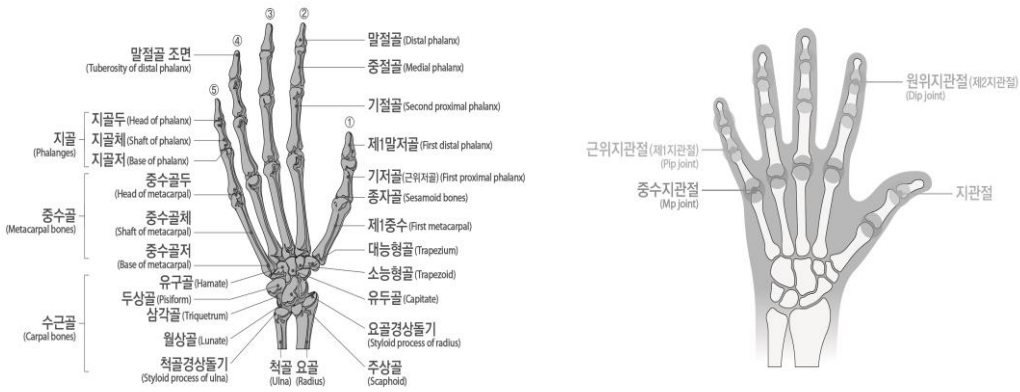 ③
②
④
⑤
①
말절골 조면
(Tuberosity of distal phalanx)
지골
(Phalanges)
지골두 (Head of phalanx)
지골체 (Shaft of phalanx)
지골저 (Base of phalanx)
중수골
(Metacarpal bones)
중수골두
(Head of metacarpal)
중수골체
(Shaft of metacarpal)
중수골저
(Base of metacarpal)
수근골
(Carpal bones)
유구골 (Hamate)
두상골 (Pisiform)
삼각골 (Triquetrum)
월상골 (Lunate)
척골경상돌기
(Styloid process of ulna)
척골
(Ulna)
요골
(Radius)
말절골 (Distal phalanx)
중절골 (Medial phalanx)
기절골 (Second proximal phalanx)
제1말저골 (First distal phalanx)
기저골(근위저골) (First proximal phalanx)
종자골 (Sesamoid bones)
제1중수 (First metacarpal)
대능형골 (Trapezium)
소능형골 (Trapezoid)
유두골 (Capitate)
요골경상돌기
(Styloid process of radius)
주상골
(Scaphoid)
원위지관절 (제2지관절)
(Dip joint)
근위지관절 (제1지관절)
(Pip joint)
중수지관절
(Mp joint)
지관절